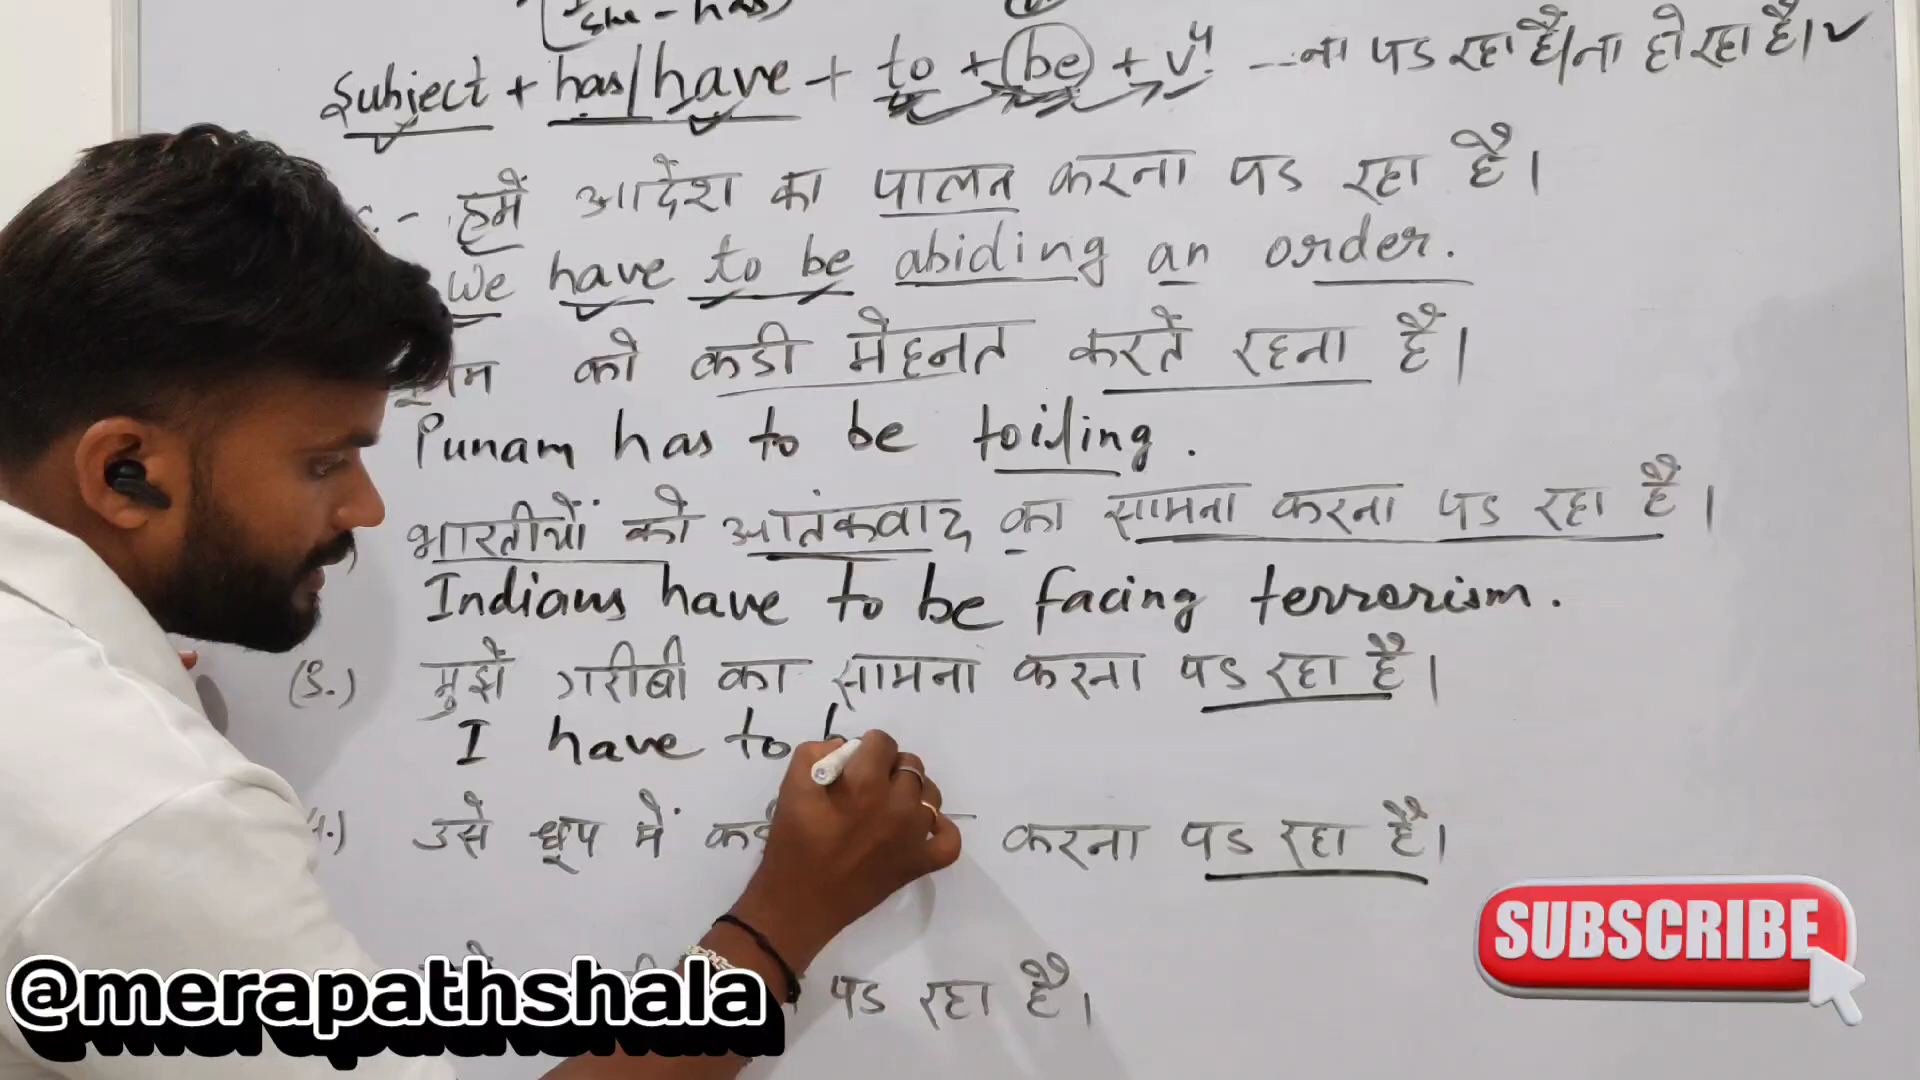 she - has
Subject + has/have + to + be + v⁴ ...ना पड रहा है/ना हो रहा है।
हमें आदेश का पालन करना पड रहा है।
We have to be abiding an order.
को कडी मेहनत करते रहना है।
Punam has to be toiling.
भारतीयों को आतंकवाद का सामना करना पड रहा है।
Indians have to be facing terrorism.
(3.) मुझे गरीबी का सामना करना पड रहा है।
I have to b
उसे धूप में करना पड रहा है।
पड रहा है।
@merapathshala
SUBSCRIBE